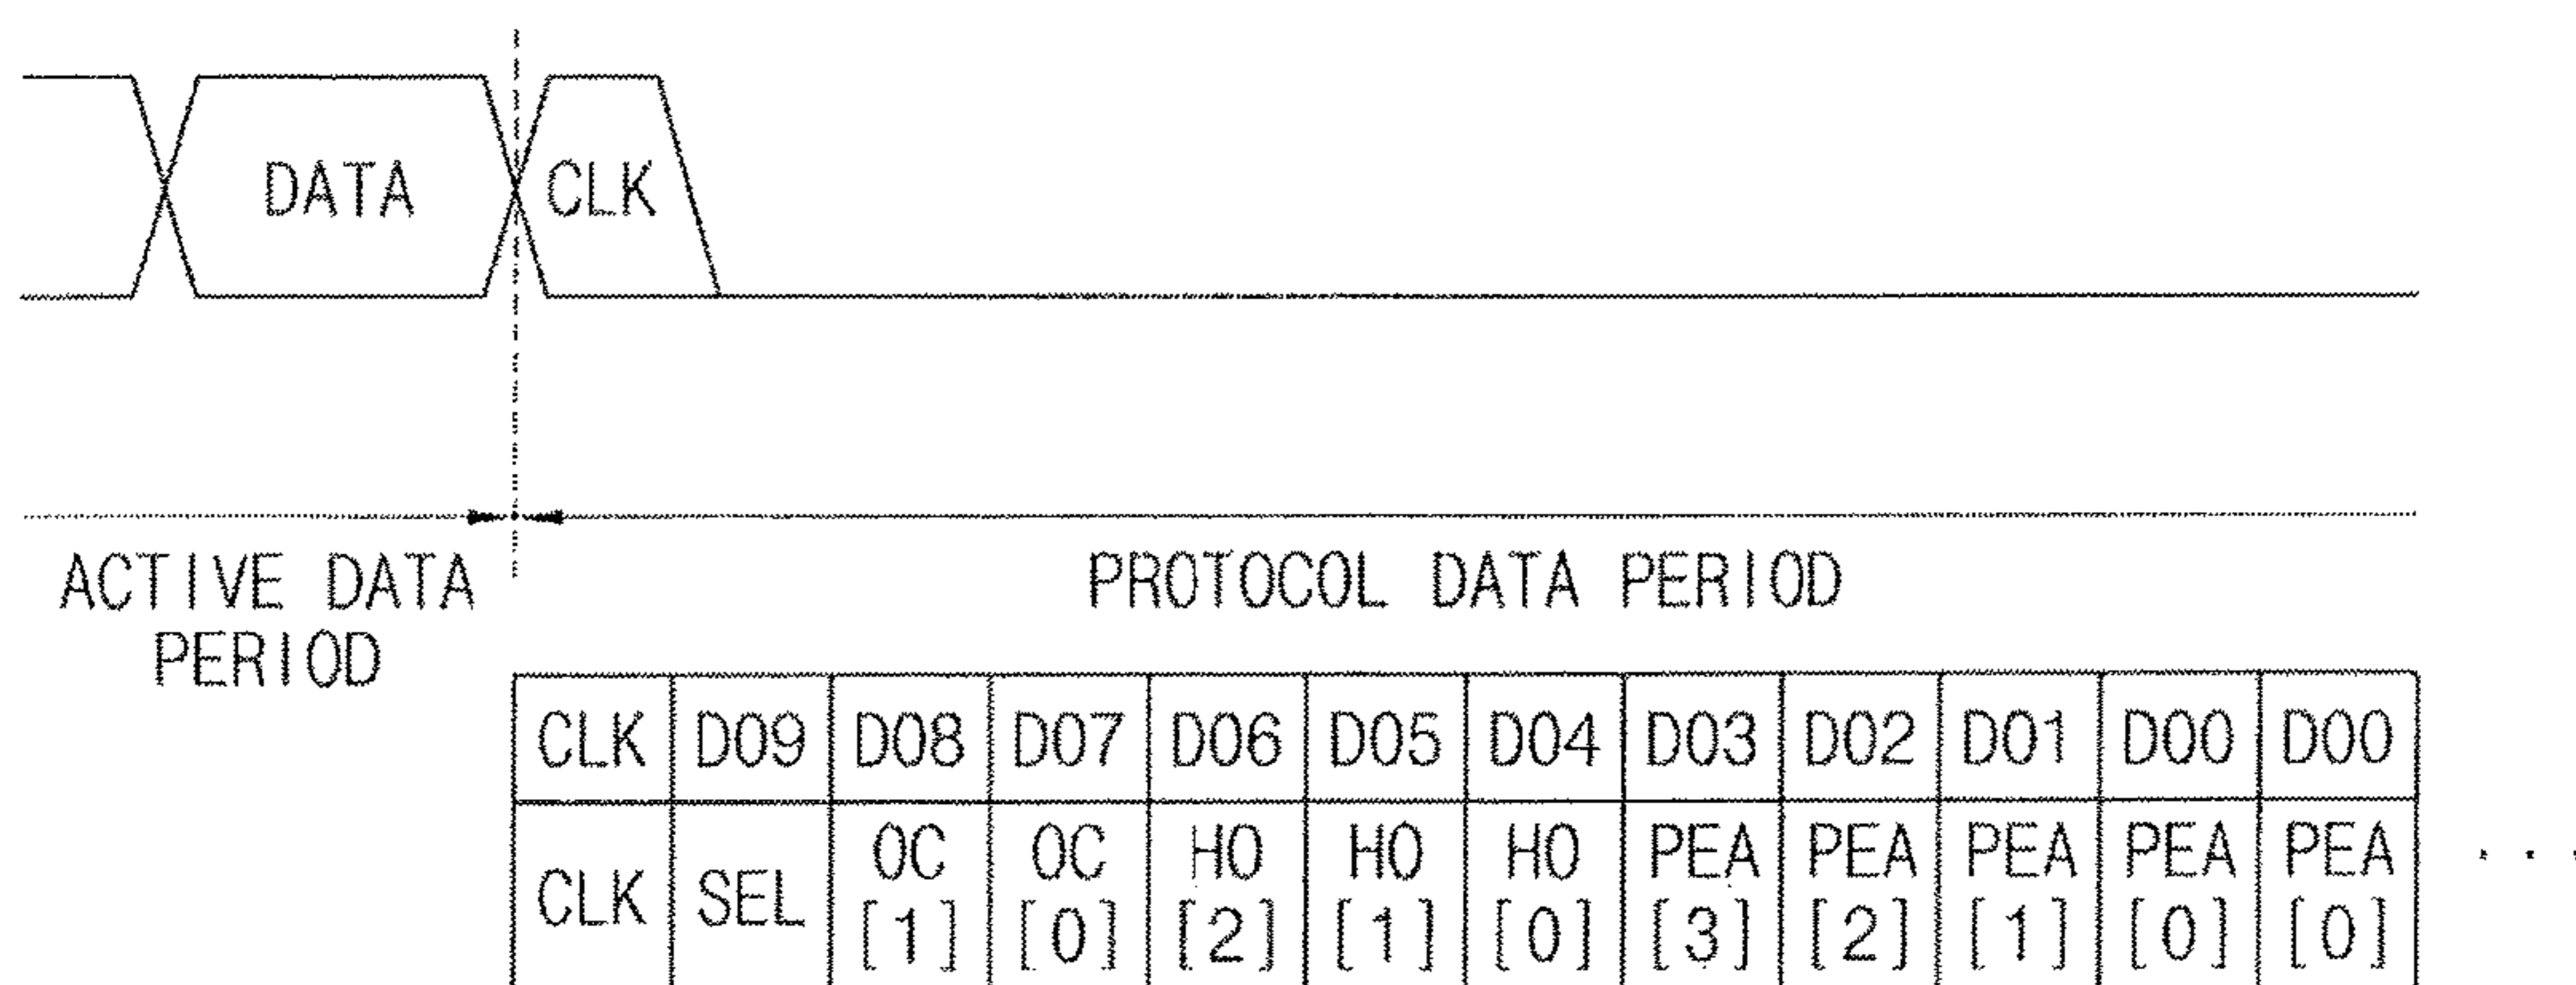 DATA CLK
ACTIVE DATA PERIOD
PROTOCOL DATA PERIOD
CLK D09 D08 D07 D06 D05 D04 D03 D02 D01 D00 D00
CLK SEL OC [1] OC [0] HO [2] HO [1] HO [0] PEA [3] PEA [2] PEA [1] PEA [0] PEA [0] ...